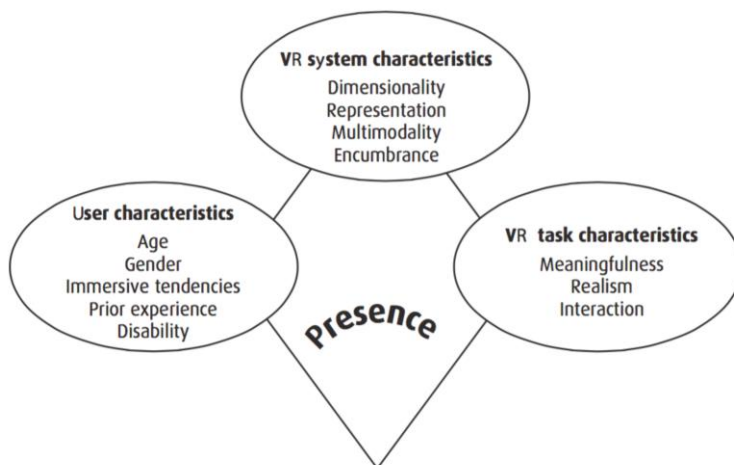 VR system characteristics
Dimensionality
Representation
Multimodality
Encumbrance
User characteristics
Age
Gender
Immersive tendencies
Prior experience
Disability
VR task characteristics
Meaningfulness
Realism
Interaction
Presence